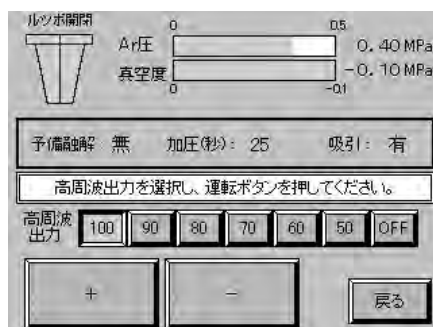 ルツボ開閉
0 0.5
Ar圧 0.40 MPa
真空度 -0.10 MPa
0 -0.1
予備融解 無 加圧(秒): 25 吸引: 有
高周波出力を選択し、運転ボタンを押してください。
高周波
出力 100 90 80 70 60 50 OFF
+ - 戻る